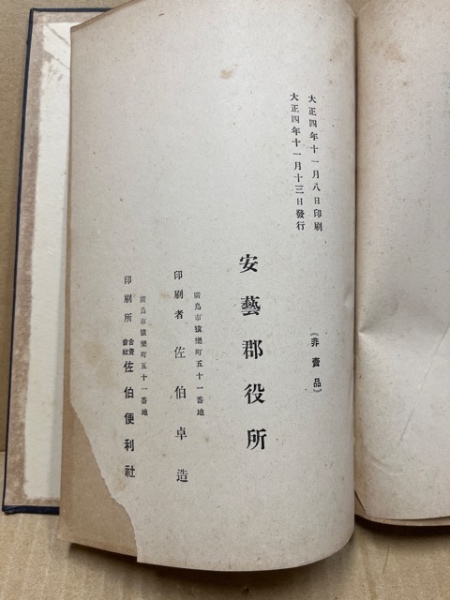 大正四年十一月八日印刷
大正四年十一月十三日發行
(非賣品)
安藝郡役所
廣島市猿樂町五十一番地
印刷者 佐伯卓造
廣島市猿樂町五十一番地
印刷所 合資會社 佐伯便利社